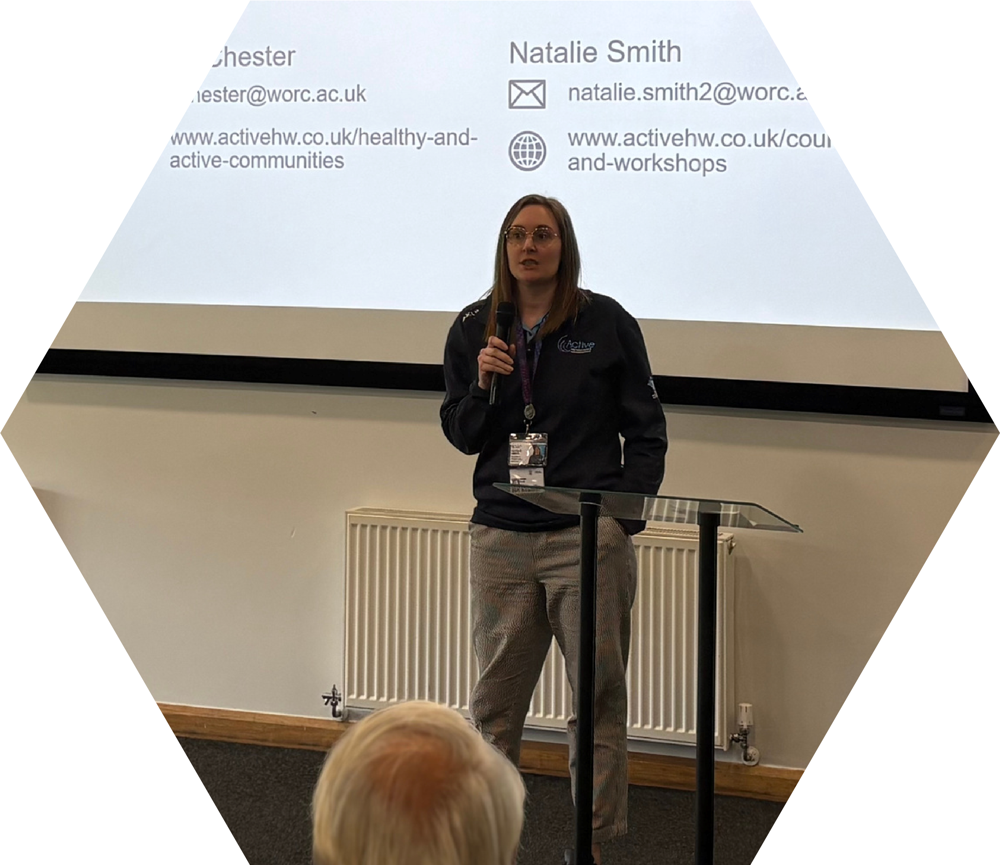 Chester
hester@worc.ac.uk
www.activehw.co.uk/healthy-and-
active-communities
Natalie Smith
natalie.smith2@worc.a
www.activehw.co.uk/cour
and-workshops
Active